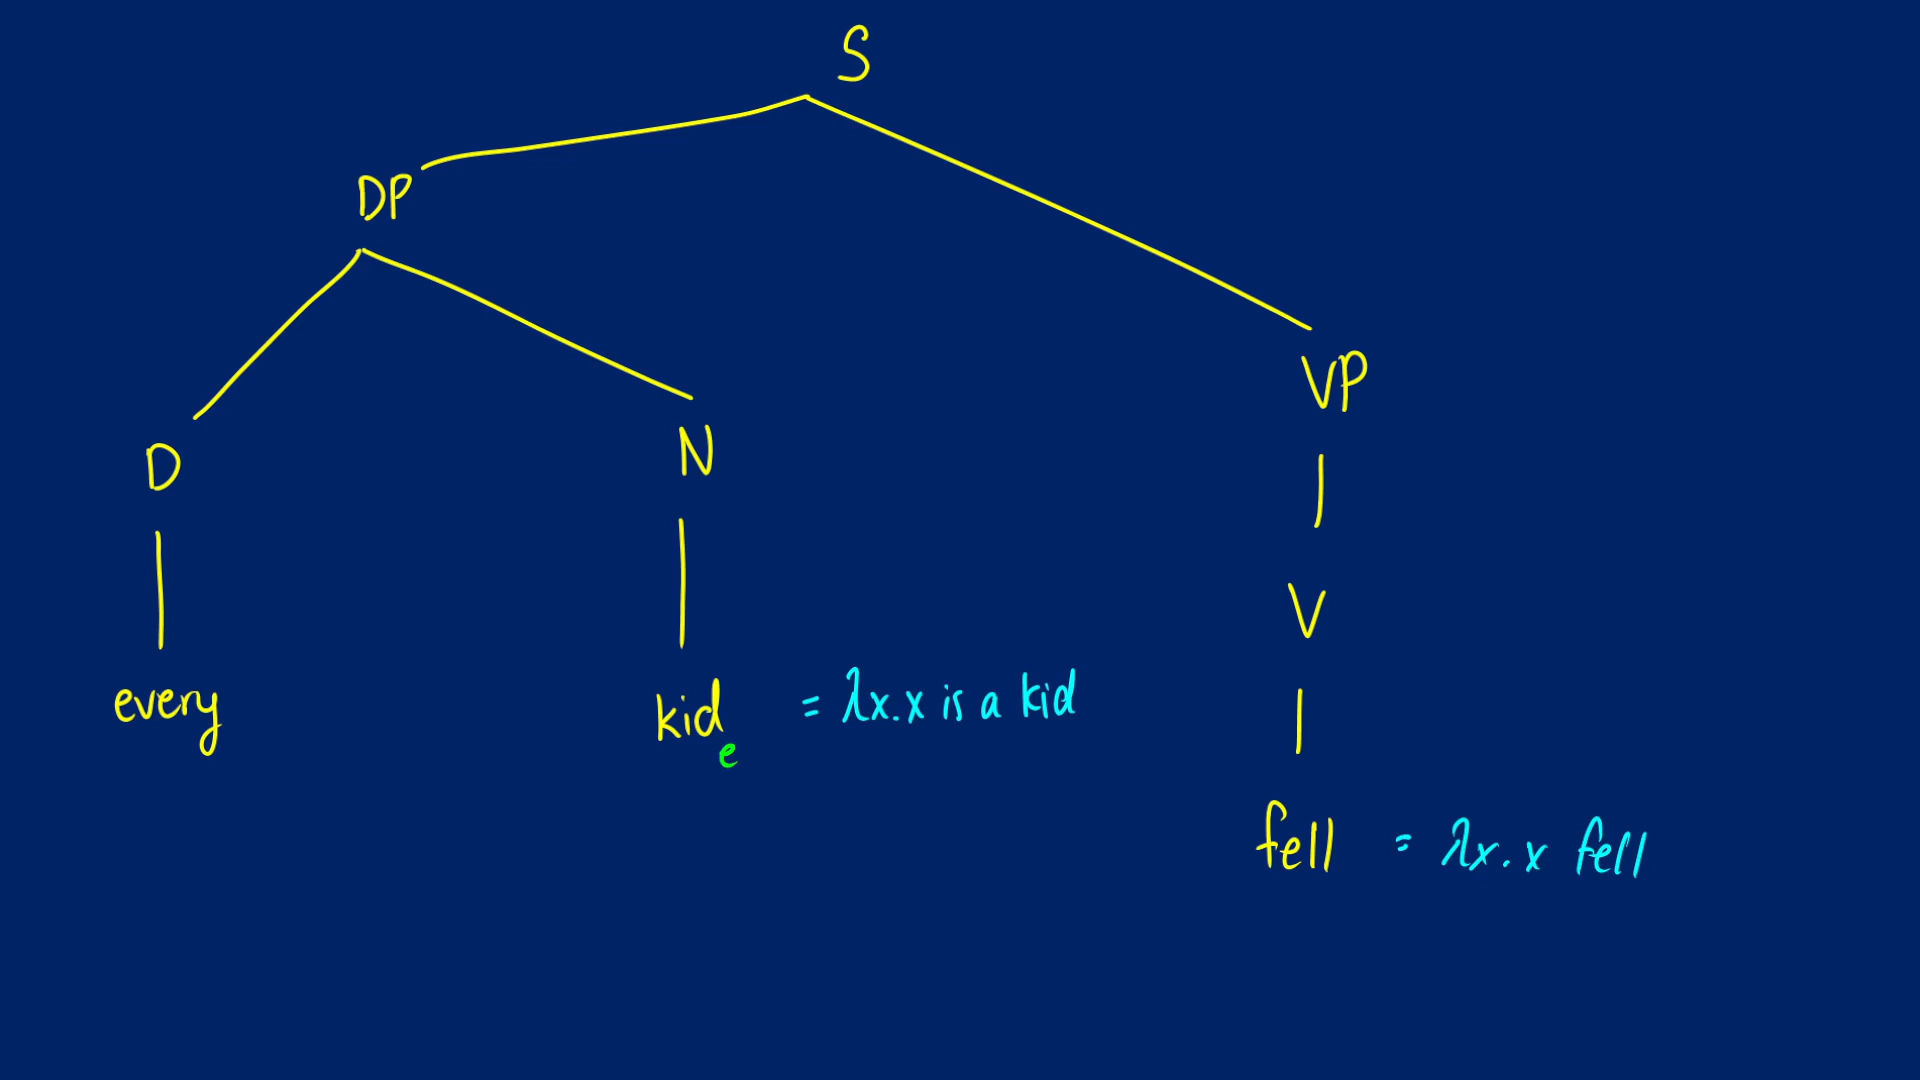 S
DP
VP
D
N
V
every
kid e = λx.x is a kid
fell = λx.x fell